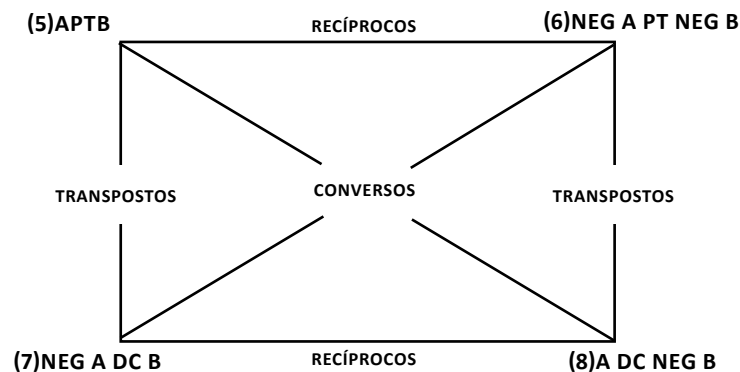 (5)APTB
RECÍPROCOS
(6)NEG A PT NEG B
TRANSPOSTOS
CONVERSOS
TRANSPOSTOS
(7)NEG A DC B
RECÍPROCOS
(8)A DC NEG B